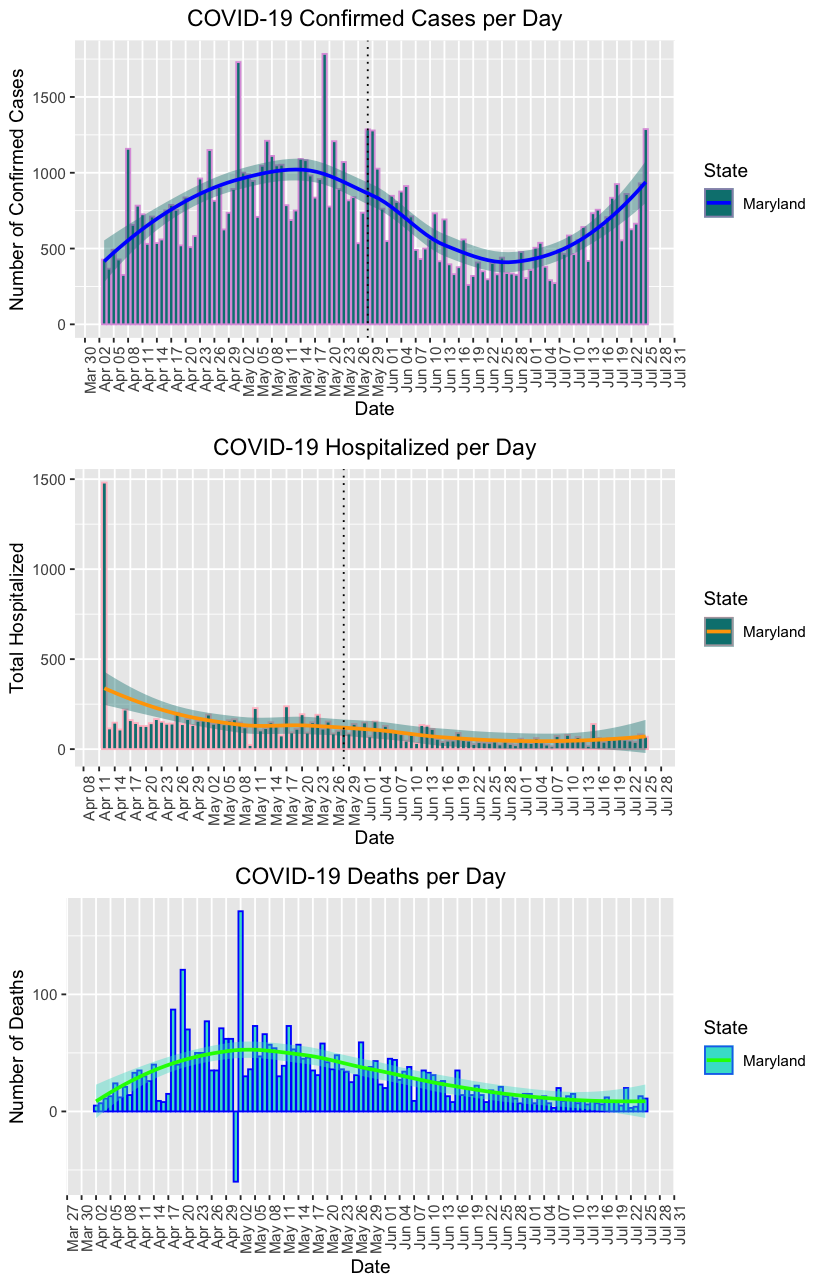 COVID-19 Confirmed Cases per Day
Number of Confirmed Cases
1500
1000
500
0
Mar 30
Apr 02
Apr 05
Apr 08
Apr 11
Apr 14
Apr 17
Apr 20
Apr 23
Apr 26
Apr 29
May 02
May 05
May 08
May 11
May 14
May 17
May 20
May 23
May 26
May 29
Jun 01
Jun 04
Jun 07
Jun 10
Jun 13
Jun 16
Jun 19
Jun 22
Jun 25
Jun 28
Jul 01
Jul 04
Jul 07
Jul 10
Jul 13
Jul 16
Jul 19
Jul 22
Jul 25
Jul 28
Jul 31
Date
State
Maryland
COVID-19 Hospitalized per Day
Total Hospitalized
1500
1000
500
0
Apr 08
Apr 11
Apr 14
Apr 17
Apr 20
Apr 23
Apr 26
Apr 29
May 02
May 05
May 08
May 11
May 14
May 17
May 20
May 23
May 26
May 29
Jun 01
Jun 04
Jun 07
Jun 10
Jun 13
Jun 16
Jun 19
Jun 22
Jun 25
Jun 28
Jul 01
Jul 04
Jul 07
Jul 10
Jul 13
Jul 16
Jul 19
Jul 22
Jul 25
Jul 28
Date
State
Maryland
COVID-19 Deaths per Day
Number of Deaths
100
0
Mar 27
Mar 30
Apr 02
Apr 05
Apr 08
Apr 11
Apr 14
Apr 17
Apr 20
Apr 23
Apr 26
Apr 29
May 02
May 05
May 08
May 11
May 14
May 17
May 20
May 23
May 26
May 29
Jun 01
Jun 04
Jun 07
Jun 10
Jun 13
Jun 16
Jun 19
Jun 22
Jun 25
Jun 28
Jul 01
Jul 04
Jul 07
Jul 10
Jul 13
Jul 16
Jul 19
Jul 22
Jul 25
Jul 28
Jul 31
Date
State
Maryland